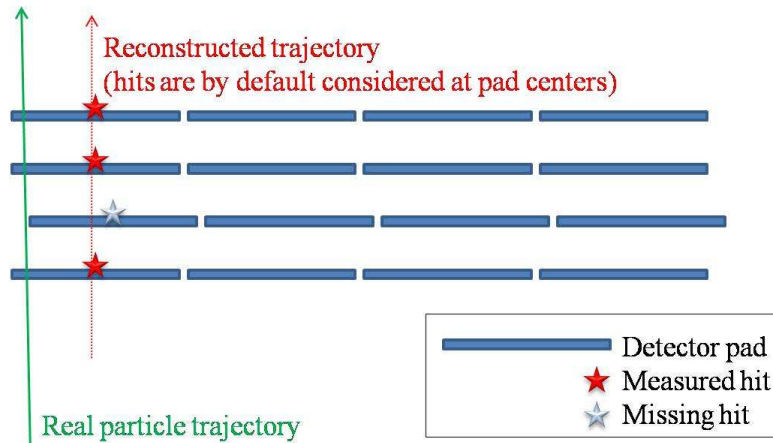 Reconstructed trajectory
(hits are by default considered at pad centers)
Detector pad
Measured hit
Missing hit
Real particle trajectory